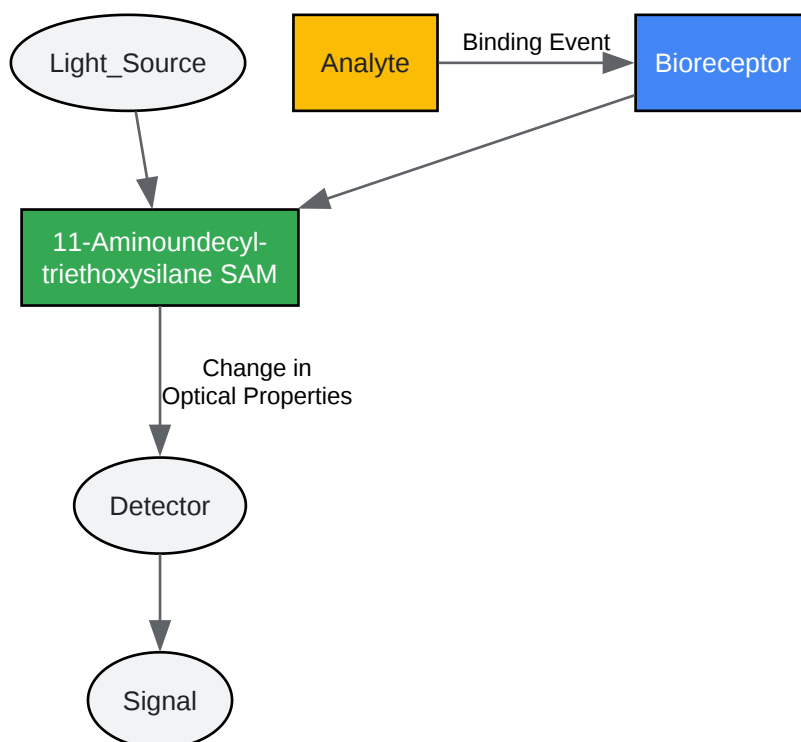 Light_Source
Analyte
Binding Event
Bioreceptor
11-Aminoundecyl-
triethoxysilane SAM
Change in
Optical Properties
Detector
Signal